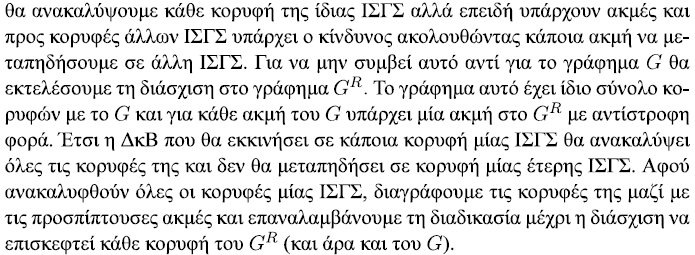 θα ανακαλύψουμε κάθε κορυφή της ίδιας ΙΣΓΣ αλλά επειδή υπάρχουν ακμές και
προς κορυφές άλλων ΙΣΓΣ υπάρχει ο κίνδυνος ακολουθώντας κάποια ακμή να με-
ταπηδήσουμε σε άλλη ΙΣΓΣ. Για να μην συμβεί αυτό αντί για το γράφημα G θα
εκτελέσουμε τη διάσχιση στο γράφημα G^R. Το γράφημα αυτό έχει ίδιο σύνολο κο-
ρυφών με το G και για κάθε ακμή του G υπάρχει μία ακμή στο G^R με αντίστροφη
φορά. Έτσι η ΔκΒ που θα εκκινήσει σε κάποια κορυφή μίας ΙΣΓΣ θα ανακαλύψει
όλες τις κορυφές της και δεν θα μεταπηδήσει σε κορυφή μίας έτερης ΙΣΓΣ. Αφού
ανακαλυφθούν όλες οι κορυφές μίας ΙΣΓΣ, διαγράφουμε τις κορυφές της μαζί με
τις προσπίπτουσες ακμές και επαναλαμβάνουμε τη διαδικασία μέχρι η διάσχιση να
επισκεφτεί κάθε κορυφή του G^R (και άρα και του G).